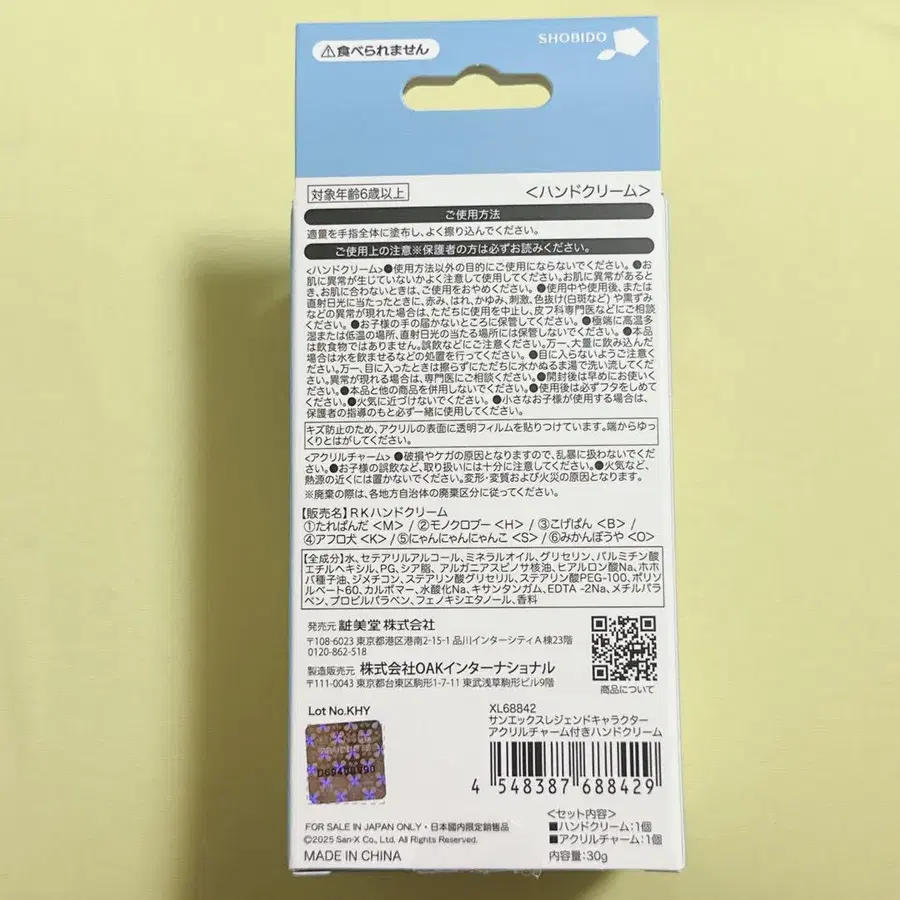 ⚠食べられません
SHOBIDO
対象年齢6歳以上
<ハンドクリーム>
ご使用方法
適量を手指全体に塗布し、よく擦り込んでください。
ご使用上の注意※保護者の方は必ずお読みください。
<ハンドクリーム>●使用方法以外の目的にご使用にならないでください。●お
肌に異常が生じていないかよく注意して使用してください。お肌に異常があると
き、お肌に合わないときは、ご使用をおやめください。●使用中や使用後、または
直射日光に当たったときに、赤み、はれ、かゆみ、刺激、色抜け(白斑など)や黒ずみ
などの異常が現れた場合は、ただちに使用を中止し、皮フ科専門医などにご相談
ください。●お子様の手の届かないところに保管してください。●極端に高温多
湿または低温の場所、直射日光の当たる場所には保管しないでください。●本品
は飲食物ではありません。誤飲などにご注意ください。万一、大量に飲み込んだ
場合は水を飲ませるなどの処置を行ってください。●目に入らないようご注意くだ
さい。万一、目に入ったときは擦らずにただちに水かぬるま湯で洗い流してくださ
い。異常が現れる場合は、専門医にご相談ください。●開封後は早めにお使いくだ
さい。●本品と他の商品を併用しないでください。●使用後は必ずフタをしめて
ください。●火気に近づけないでください。●小さなお子様が使用する場合は、
保護者の指導のもと必ず一緒に使用してください。
キズ防止のため、アクリルの表面に透明フィルムを貼りつけています。端からゆっ
くりとはがしてください。
<アクリルチャーム>●破損やケガの原因となりますので、乱暴に扱わないでくだ
さい。●お子様の誤飲など、取り扱いには十分に注意してください。●火気など、
熱源の近くには置かないでください。変形・変質および火災の原因となります。
※廃棄の際は、各地方自治体の廃棄区分に従ってください。
【販売名】RKハンドクリーム
①たれぱんだ<M>/②モノクロブー<H>/③こげぱん<B>/
④アフロ犬<K>/⑤にゃんにゃんにゃんこ<S>/⑥みかんぼうや<O>
【全成分】水、セテアリルアルコール、ミネラルオイル、グリセリン、パルミチン酸
エチルヘキシル、PG、シア脂、アルガニアスピノサ核油、ヒアルロン酸Na、ホホ
バ種子油、ジメチコン、ステアリン酸グリセリル、ステアリン酸PEG-100、ポリソ
ルベート60、カルボマー、水酸化Na、キサンタンガム、EDTA-2Na、メチルパラ
ベン、プロピルパラベン、フェノキシエタノール、香料
発売元 粧美堂 株式会社
〒108-6023 東京都港区港南2-15-1 品川インターシティA棟23階
0120-862-518
製造販売元 株式会社OAKインターナショナル
〒111-0043 東京都台東区駒形1-7-11 東武浅草駒形ビル9階
商品について
Lot No.KHY
D69408990
XL68842
サンエックスレジェンドキャラクター
アクリルチャーム付きハンドクリーム
4 548387 688429
FOR SALE IN JAPAN ONLY・日本國内限定銷售品
©2025 San-X Co., Ltd. All Rights Reserved.
MADE IN CHINA
<セット内容>
■ハンドクリーム:1個
■アクリルチャーム:1個
内容量:30g